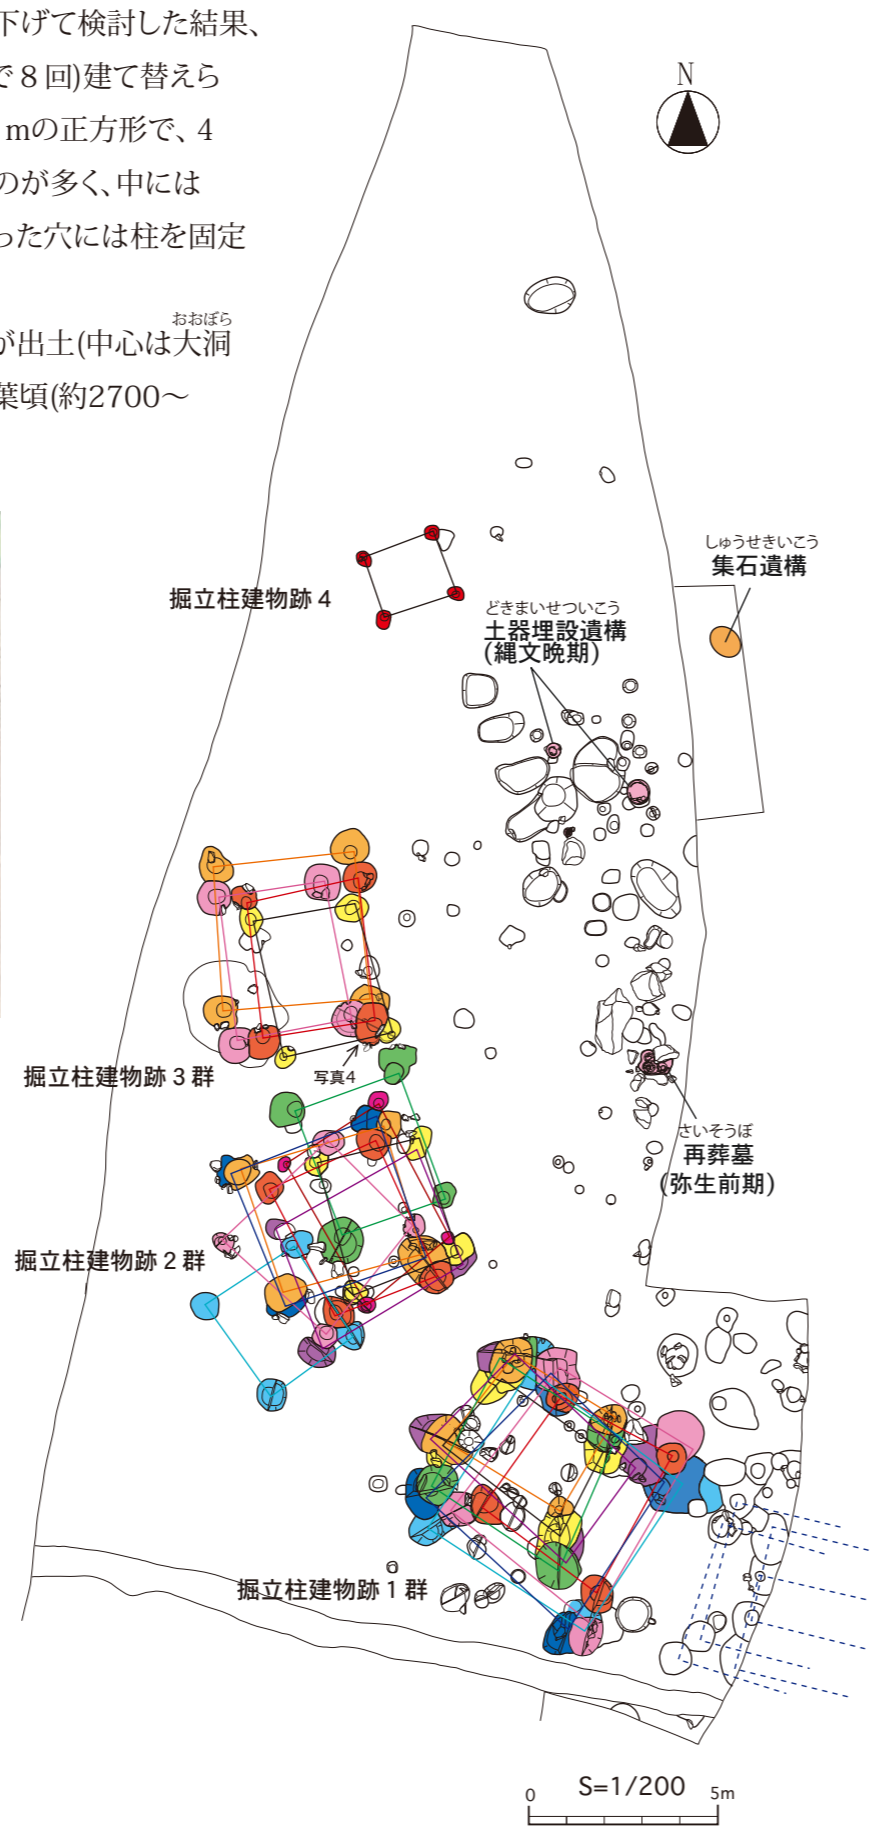 下げて検討した結果、
で8回)建て替えら
mの正方形で、4
のが多く、中には
った穴には柱を固定
おおぼら
が出土(中心は大洞
葉頃(約2700～
N
しゅうせきいこう
集石遺構
掘立柱建物跡4
どきまいせついこう
土器埋設遺構
(縄文晩期)
掘立柱建物跡3群
写真4
さいそうぼ
再葬墓
(弥生前期)
掘立柱建物跡2群
掘立柱建物跡1群
0 S=1/200 5m